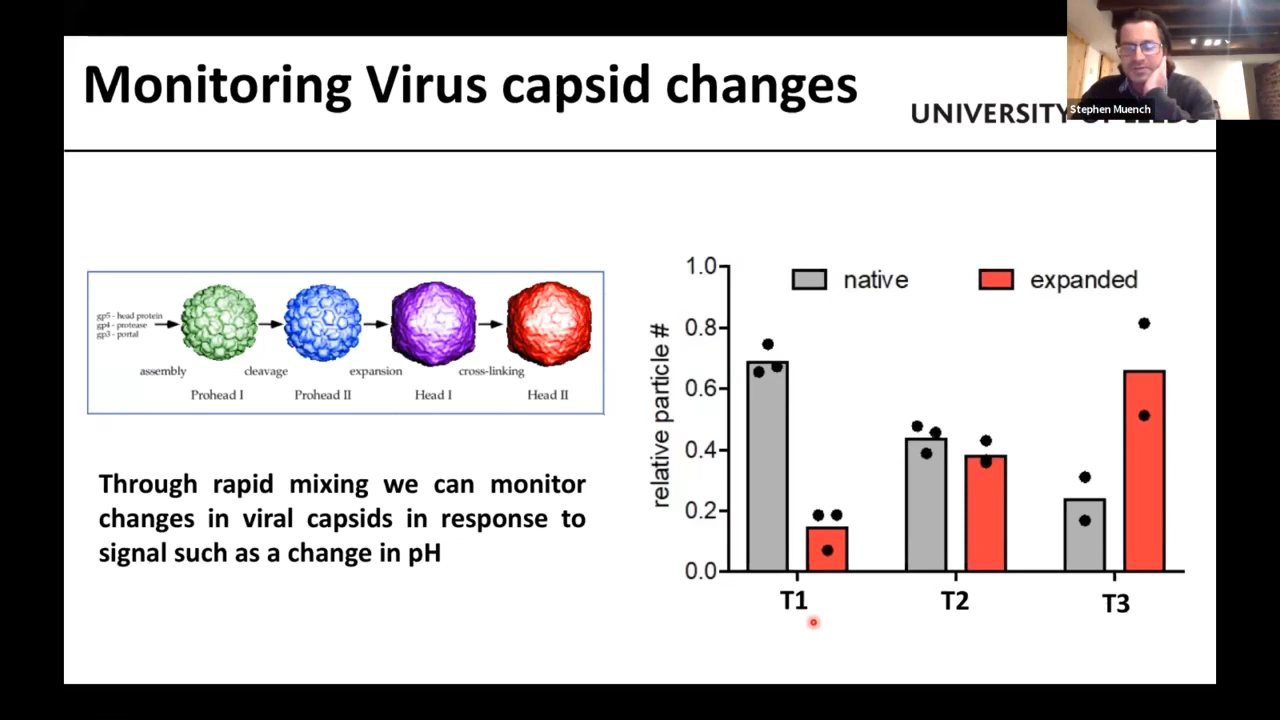 Monitoring Virus capsid changes
UNIVERSITY OF LEEDS
Stephen Muench
gp5 - head protein
gp4 - protease
gp3 - portal
assembly
cleavage
expansion
cross-linking
Prohead I
Prohead II
Head I
Head II
Through rapid mixing we can monitor
changes in viral capsids in response to
signal such as a change in pH
native
expanded
relative particle #
1.0
0.8
0.6
0.4
0.2
0.0
T1
T2
T3